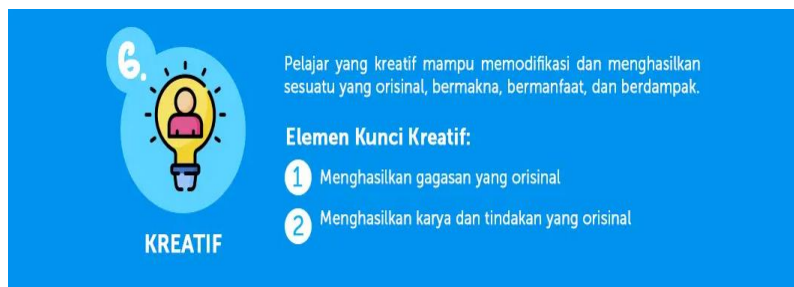 6.
KREATIF
Pelajar yang kreatif mampu memodifikasi dan menghasilkan
sesuatu yang orisinal, bermakna, bermanfaat, dan berdampak.
Elemen Kunci Kreatif:
1 Menghasilkan gagasan yang orisinal
2 Menghasilkan karya dan tindakan yang orisinal